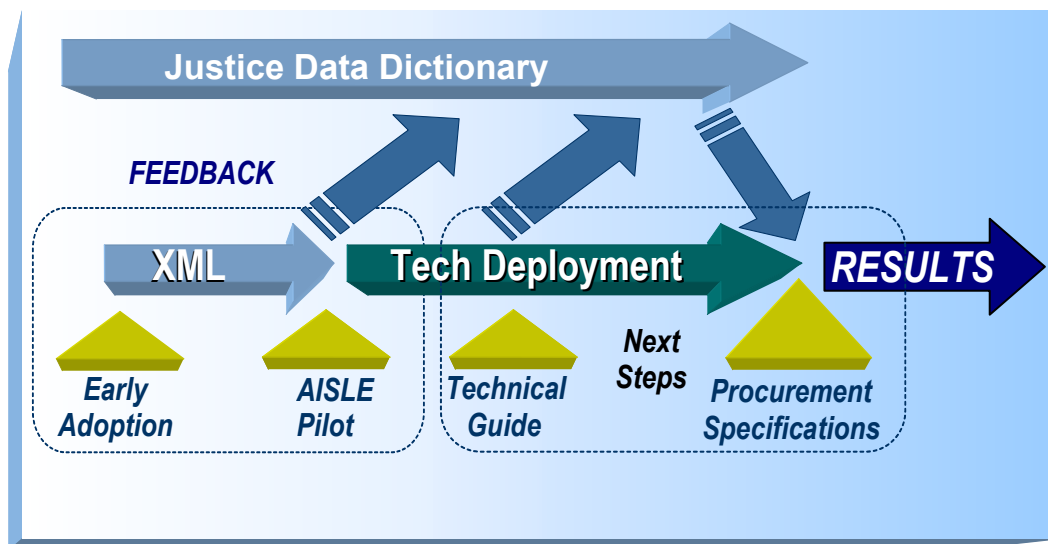 Justice Data Dictionary
FEEDBACK
XML
Tech Deployment
RESULTS
Early
Adoption
AISLE
Pilot
Technical
Guide
Next
Steps
Procurement
Specifications